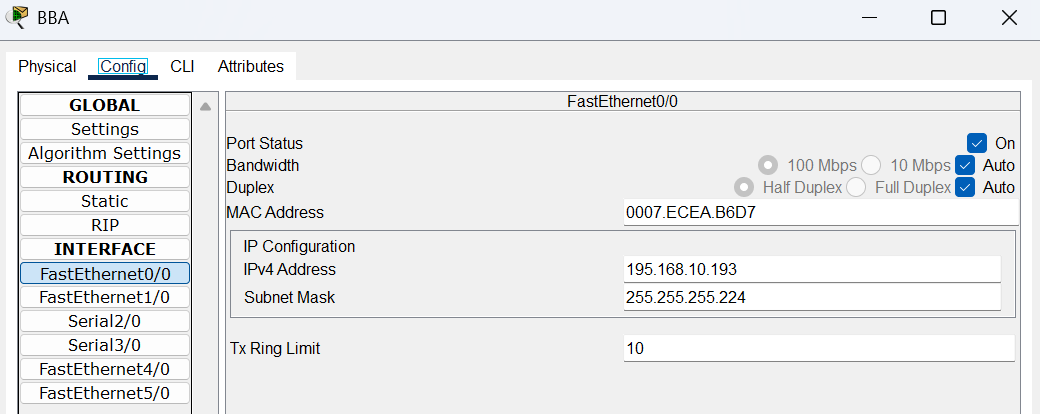 BBA
Physical Config CLI Attributes
GLOBAL
Settings
Algorithm Settings
ROUTING
Static
RIP
INTERFACE
FastEthernet0/0
FastEthernet1/0
Serial2/0
Serial3/0
FastEthernet4/0
FastEthernet5/0
FastEthernet0/0
Port Status On
Bandwidth 100 Mbps 10 Mbps Auto
Duplex Half Duplex Full Duplex Auto
MAC Address 0007.ECEA.B6D7
IP Configuration
IPv4 Address 195.168.10.193
Subnet Mask 255.255.255.224
Tx Ring Limit 10